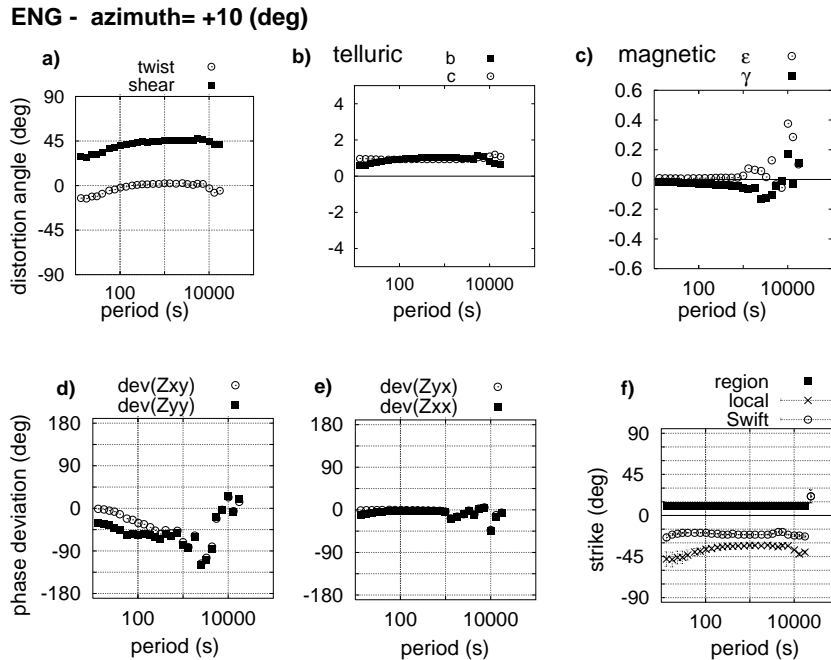 ENG - azimuth= +10 (deg)
a)
twist
shear
90
45
0
-45
-90
distortion angle (deg)
100
10000
period (s)
b)
telluric
b
c
4
2
0
-2
-4
100
10000
period (s)
c)
magnetic
ε
γ
0.6
0.4
0.2
0
-0.2
-0.4
-0.6
100
10000
period (s)
d)
dev(Zxy)
dev(Zyy)
180
90
0
-90
-180
phase deviation (deg)
100
10000
period (s)
e)
dev(Zyx)
dev(Zxx)
180
90
0
-90
-180
100
10000
period (s)
f)
region
local
Swift
90
45
0
-45
-90
strike (deg)
100
10000
period (s)